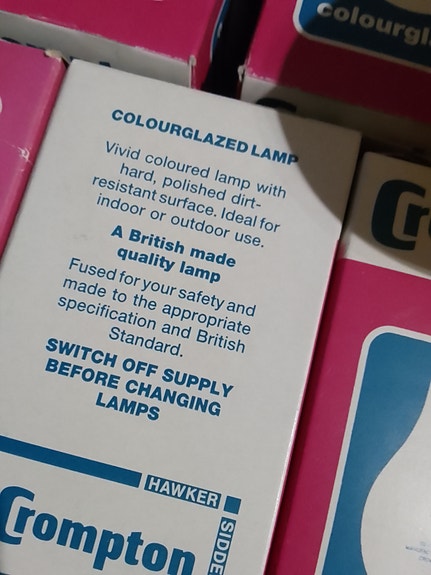 colourgl
COLOURGLAZED LAMP
Vivid coloured lamp with
hard, polished dirt-
resistant surface. Ideal for
indoor or outdoor use.
A British made
quality lamp
Fused for your safety and
made to the appropriate
specification and British
Standard.
SWITCH OFF SUPPLY
BEFORE CHANGING
LAMPS
HAWKER
SIDDE
Crompton
Cr